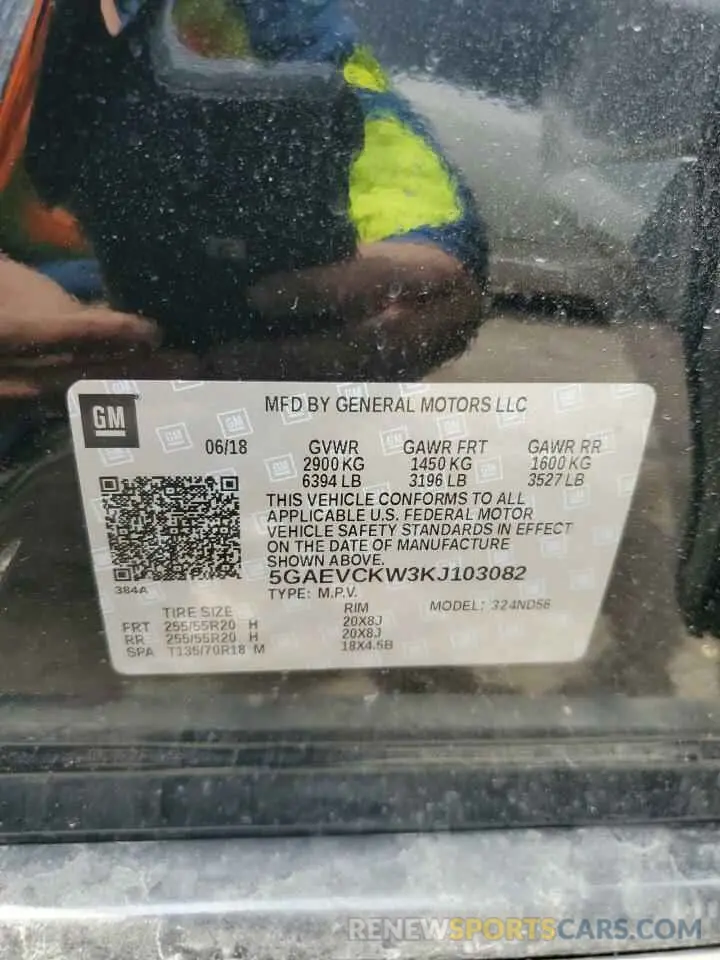 GM
MFD BY GENERAL MOTORS LLC
06/18 GVWR GAWR FRT GAWR RR
2900 KG 1450 KG 1600 KG
6394 LB 3196 LB 3527 LB
THIS VEHICLE CONFORMS TO ALL
APPLICABLE U.S. FEDERAL MOTOR
VEHICLE SAFETY STANDARDS IN EFFECT
ON THE DATE OF MANUFACTURE
SHOWN ABOVE.
384A 5GAEVCKW3KJ103082
TYPE: M.P.V. MODEL: 324ND56
TIRE SIZE RIM
FRT 255/55R20 H 20X8J
RR 255/55R20 H 20X8J
SPA T135/70R18 M 18X4.5B
RENEWSPORTSCARS.COM